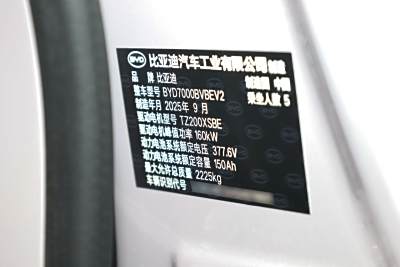 BYD 比亚迪汽车工业有限公司 制造
品 牌 比亚迪 制造国 中国
整车型号 BYD7000BVBEV2 乘坐人数 5
制造年月 2025年 9 月
驱动电机型号 TZ200XSBE
驱动电机峰值功率 160kW
动力电池系统额定电压 377.6V
动力电池系统额定容量 150Ah
最大允许总质量 2225kg
车辆识别代号